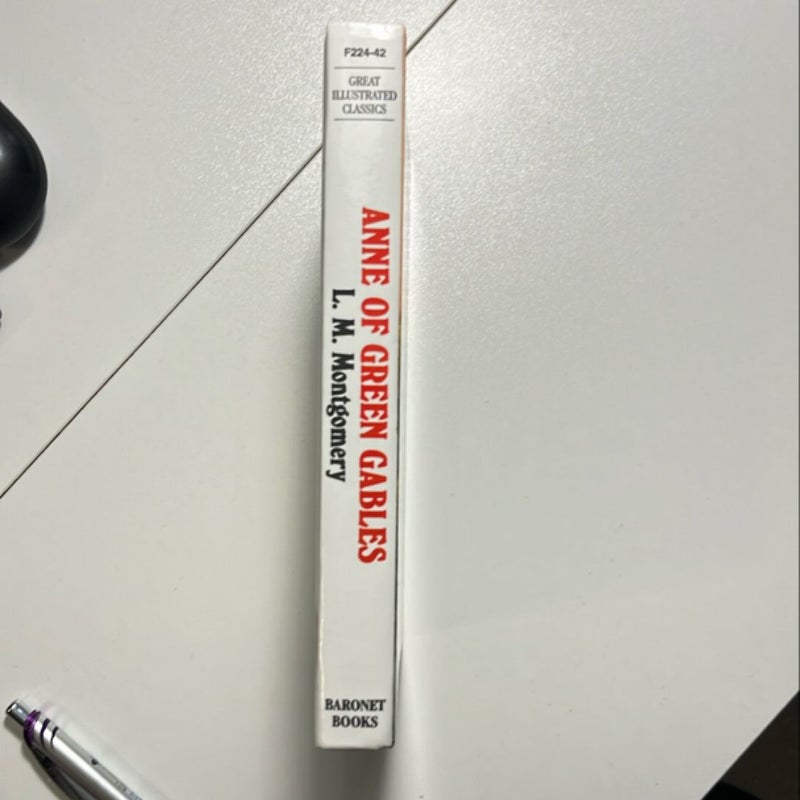 F224-42
GREAT
ILLUSTRATED
CLASSICS
ANNE OF GREEN GABLES
L. M. Montgomery
BARONET
BOOKS